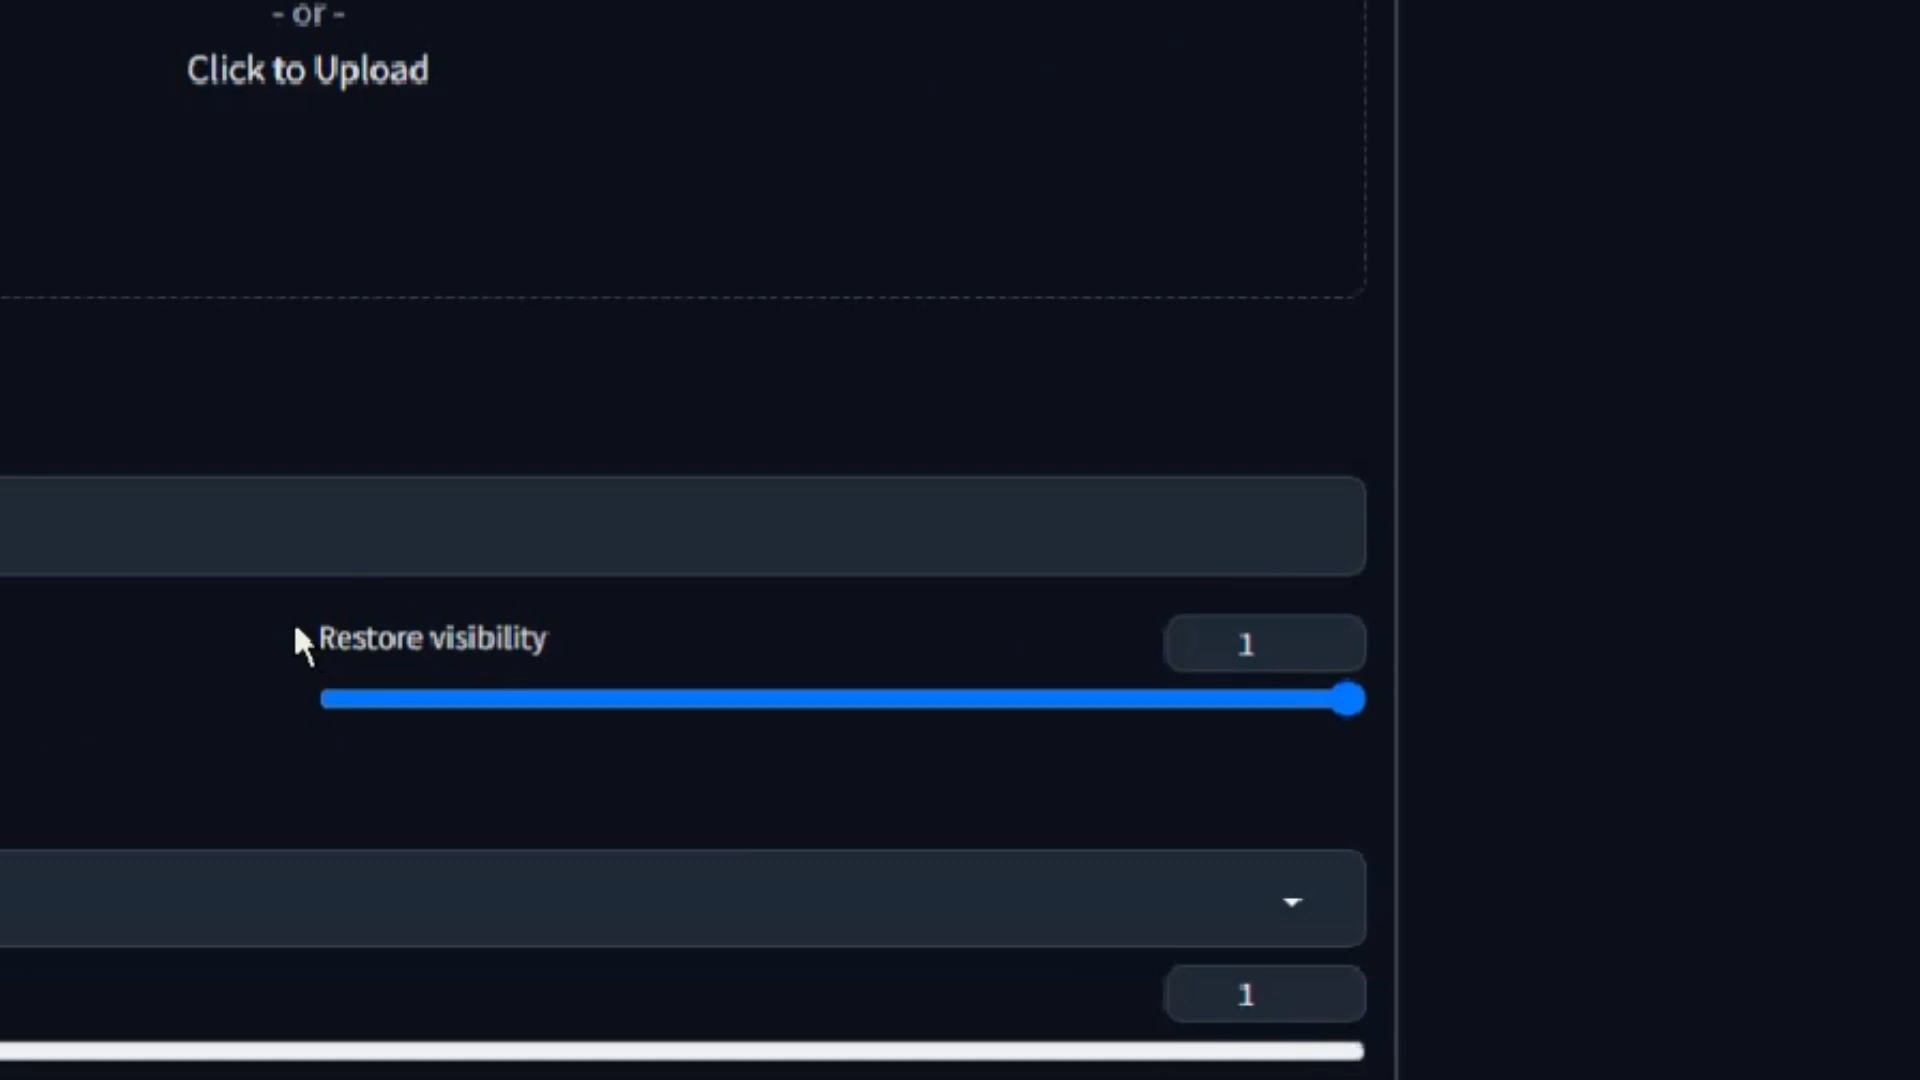 - or -
Click to Upload
Restore visibility
1
1